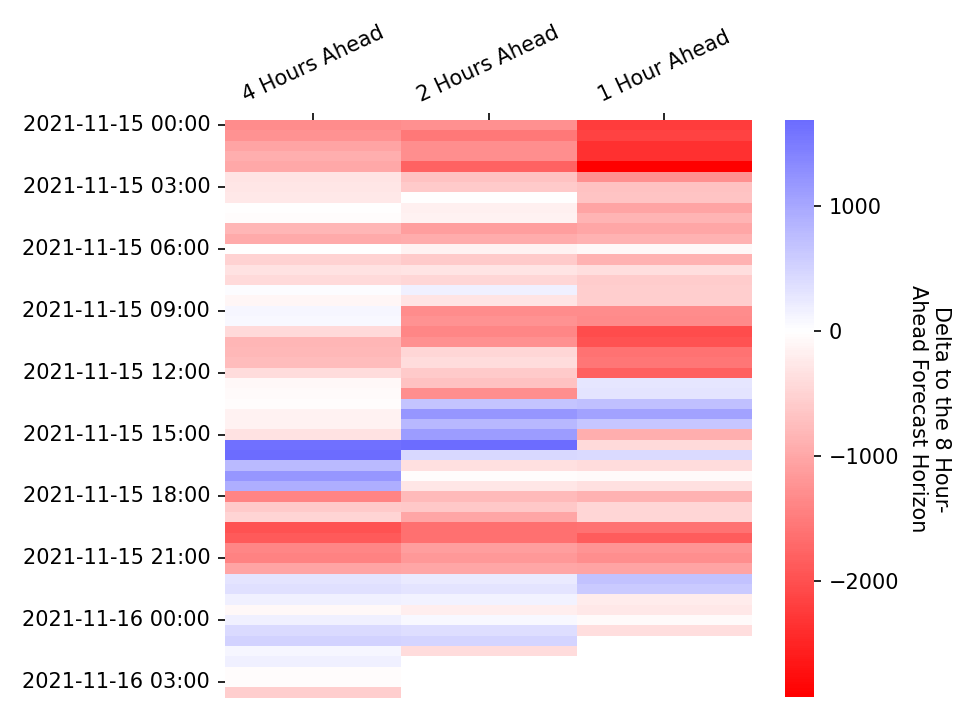 4 Hours Ahead
2 Hours Ahead
1 Hour Ahead
2021-11-15 00:00
2021-11-15 03:00
2021-11-15 06:00
2021-11-15 09:00
2021-11-15 12:00
2021-11-15 15:00
2021-11-15 18:00
2021-11-15 21:00
2021-11-16 00:00
2021-11-16 03:00
1000
0
−1000
−2000
Delta to the 8 Hour-
Ahead Forecast Horizon